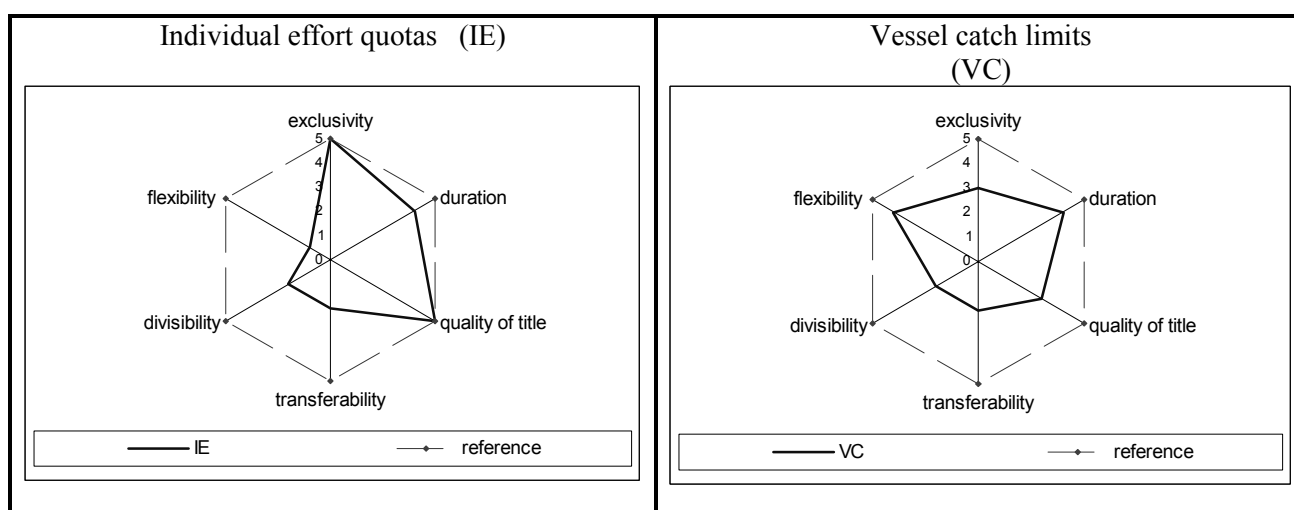 Individual effort quotas (IE)
exclusivity
5
4
3
2
1
0
flexibility
duration
divisibility
quality of title
transferability
IE
reference
Vessel catch limits
(VC)
exclusivity
5
4
3
2
1
0
flexibility
duration
divisibility
quality of title
transferability
VC
reference